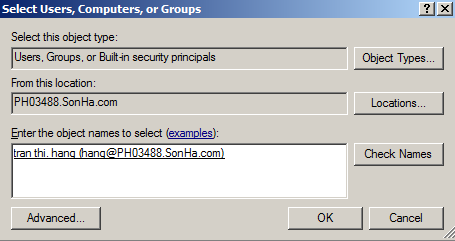 Select Users, Computers, or Groups
Select this object type:
Users, Groups, or Built-in security principals
Object Types...
From this location:
PH03488.SonHa.com
Locations...
Enter the object names to select (examples):
tran thi. hang (hang@PH03488.SonHa.com)
Check Names
Advanced...
OK
Cancel